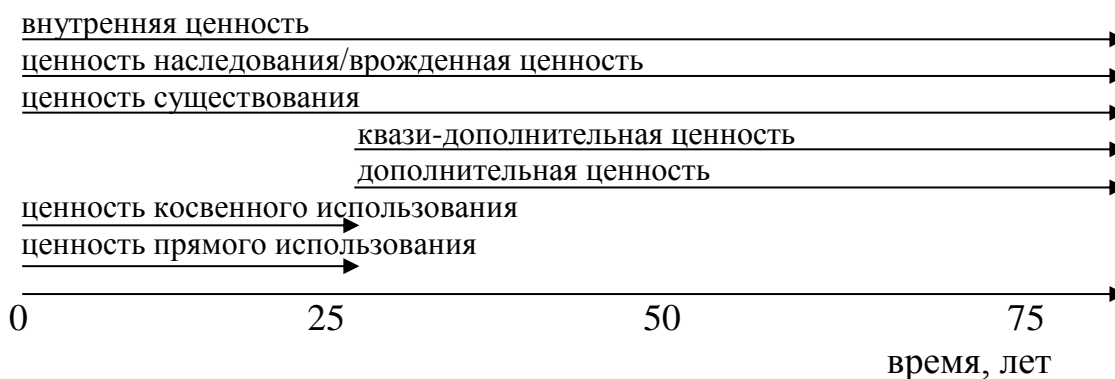 внутренняя ценность
ценность наследования/врожденная ценность
ценность существования
квази-дополнительная ценность
дополнительная ценность
ценность косвенного использования
ценность прямого использования
0 25 50 75
время, лет